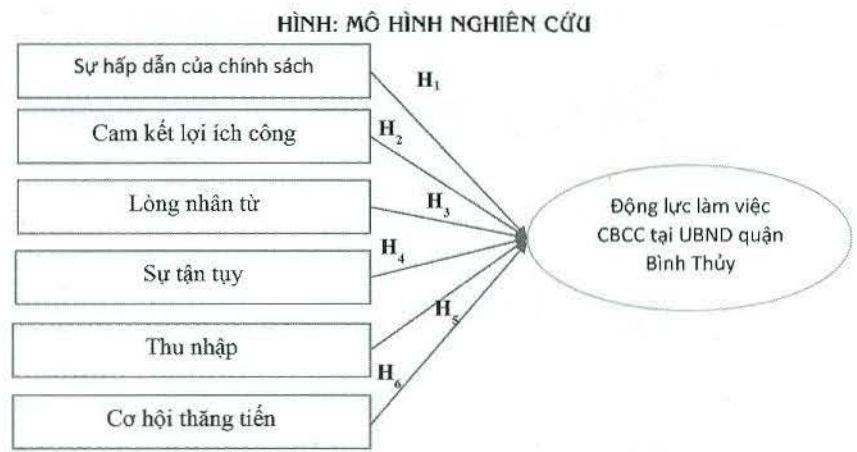 HÌNH: MÔ HÌNH NGHIÊN CỨU
Sự hấp dẫn của chính sách
H₁
Cam kết lợi ích công
H₂
Lòng nhân từ
H₃
Sự tận tụy
H₄
Thu nhập
H₅
Cơ hội thăng tiến
H₆
Động lực làm việc
CBCC tại UBND quận
Bình Thủy